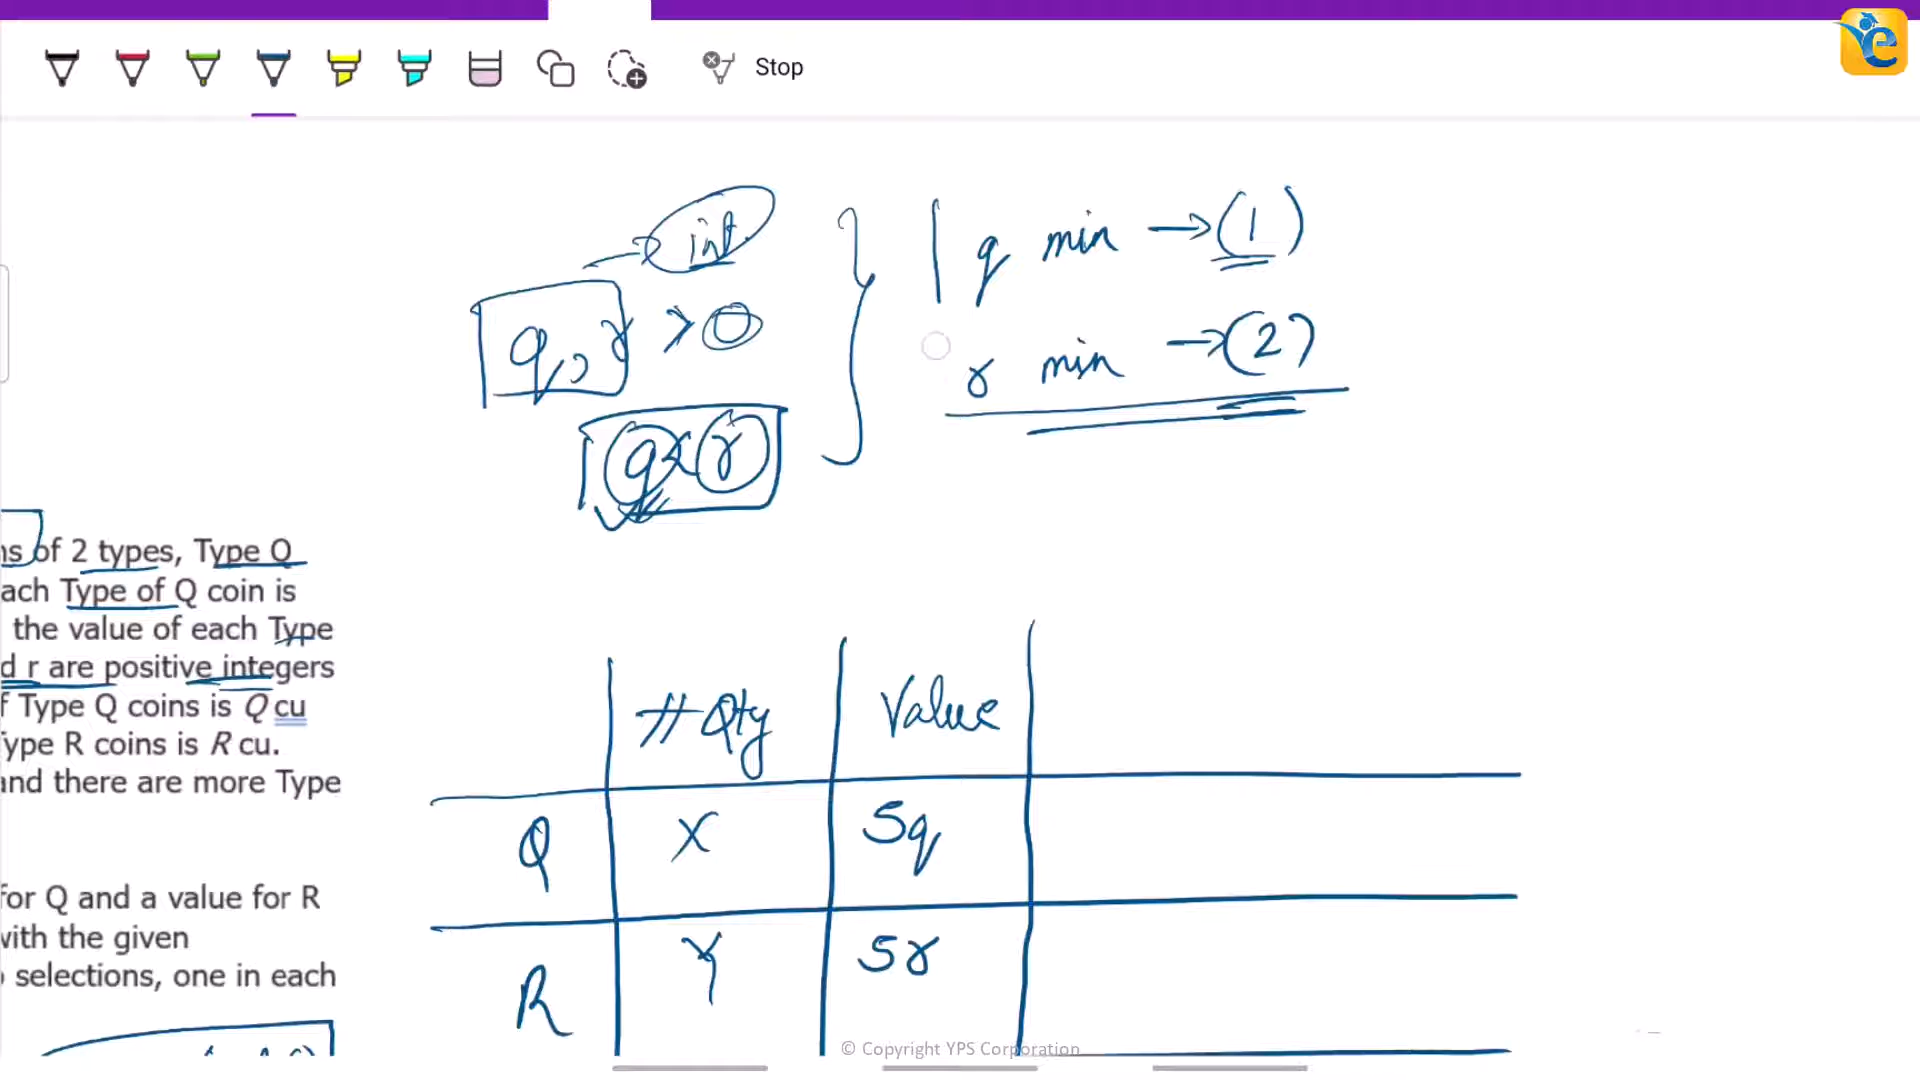 Stop
e
int.
q, r > 0
q < r
q min → (1)
r min → (2)
of 2 types, Type Q
ach Type of Q coin is
the value of each Type
d r are positive integers
f Type Q coins is Q cu
Type R coins is R cu.
and there are more Type
for Q and a value for R
with the given
selections, one in each
#Qty Value
Q X 5q
R Y 5r
© Copyright YPS Corporation